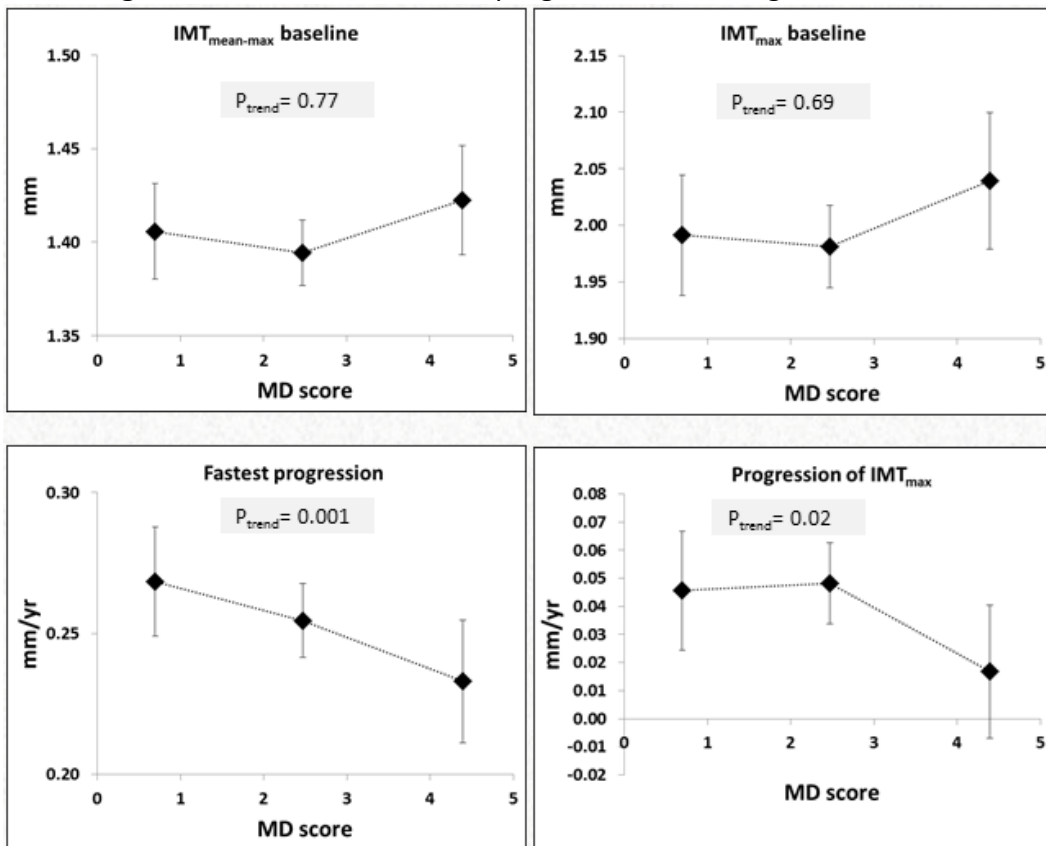 IMTmean-max baseline
Ptrend= 0.77
1.50
1.45
1.40
1.35
mm
0 1 2 3 4 5
MD score
IMTmax baseline
Ptrend= 0.69
2.15
2.10
2.05
2.00
1.95
1.90
mm
0 1 2 3 4 5
MD score
Fastest progression
Ptrend= 0.001
0.30
0.25
0.20
mm/yr
0 1 2 3 4 5
MD score
Progression of IMTmax
Ptrend= 0.02
0.08
0.07
0.06
0.05
0.04
0.03
0.02
0.01
0.00
-0.01
-0.02
mm/yr
0 1 2 3 4 5
MD score